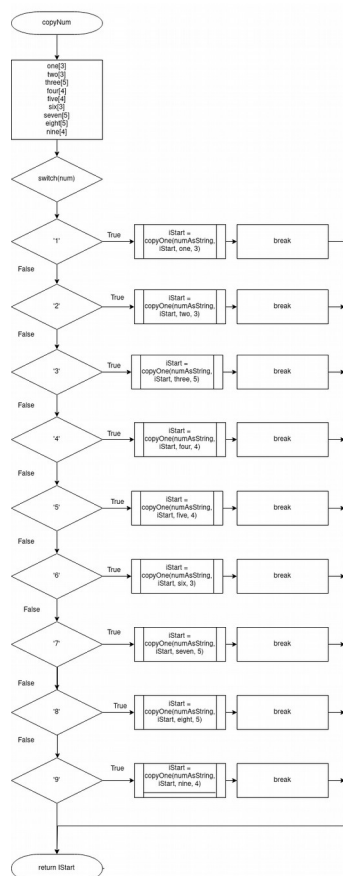 copyNum
one[3]
two[3]
three[5]
four[4]
five[4]
six[3]
seven[5]
eight[5]
nine[4]
switch(num)
'1'
True
iStart =
copyOne(numAsString,
iStart, one, 3)
break
False
'2'
True
iStart =
copyOne(numAsString,
iStart, two, 3)
break
False
'3'
True
iStart =
copyOne(numAsString,
iStart, three, 5)
break
False
'4'
True
iStart =
copyOne(numAsString,
iStart, four, 4)
break
False
'5'
True
iStart =
copyOne(numAsString,
iStart, five, 4)
break
False
'6'
True
iStart =
copyOne(numAsString,
iStart, six, 3)
break
False
'7'
True
iStart =
copyOne(numAsString,
iStart, seven, 5)
break
False
'8'
True
iStart =
copyOne(numAsString,
iStart, eight, 5)
break
False
'9'
True
iStart =
copyOne(numAsString,
iStart, nine, 4)
break
return IStart